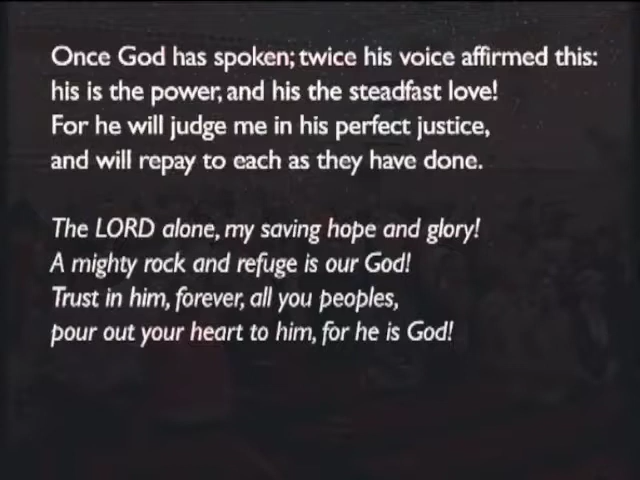 Once God has spoken; twice his voice affirmed this:
his is the power, and his the steadfast love!
For he will judge me in his perfect justice,
and will repay to each as they have done.
The LORD alone, my saving hope and glory!
A mighty rock and refuge is our God!
Trust in him, forever, all you peoples,
pour out your heart to him, for he is God!